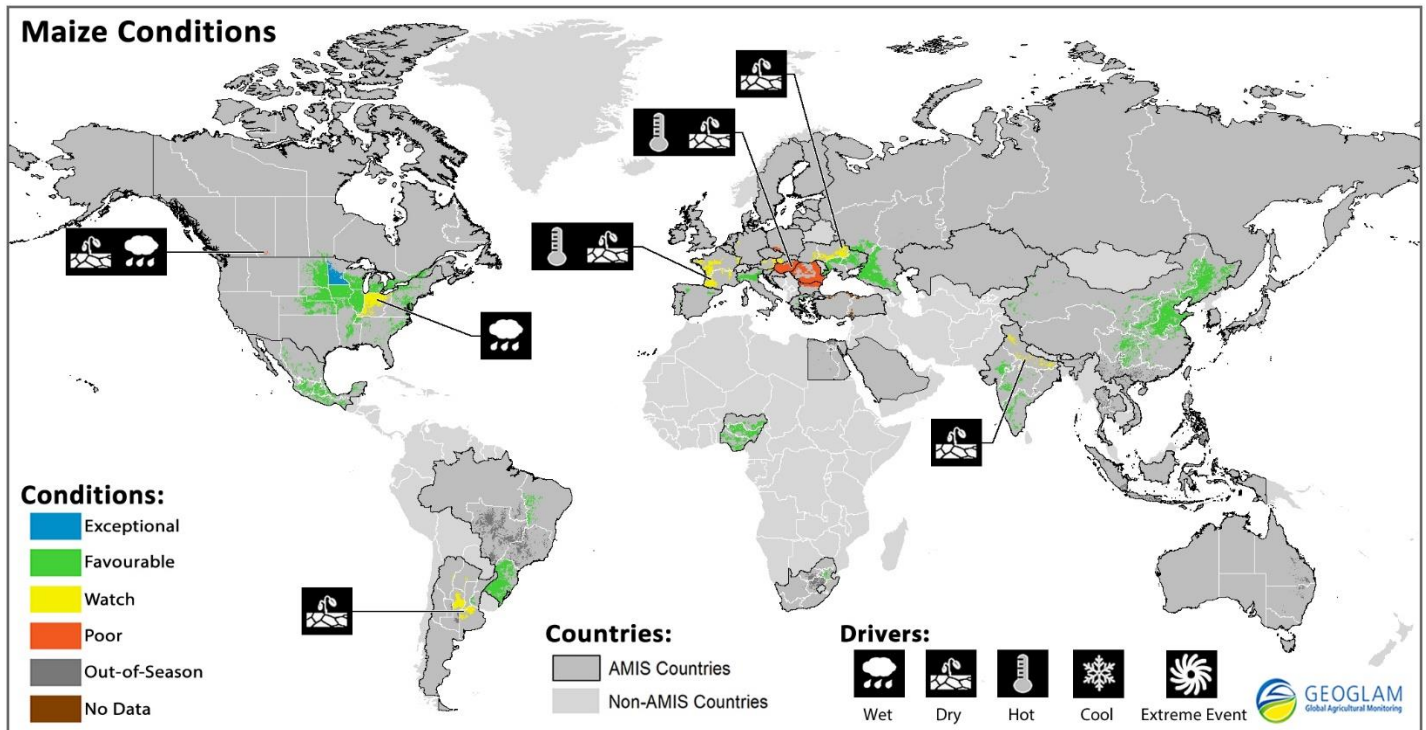 Maize Conditions
Conditions:
Exceptional
Favourable
Watch
Poor
Out-of-Season
No Data
Countries:
AMIS Countries
Non-AMIS Countries
Drivers:
Wet
Dry
Hot
Cool
Extreme Event
GEOGLAM
Global Agricultural Monitoring